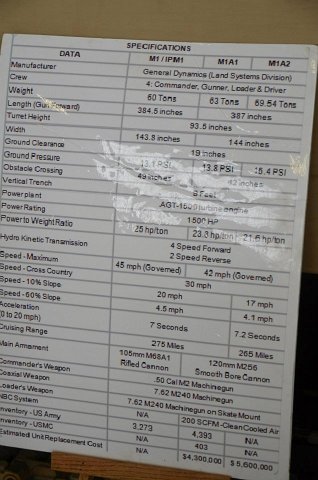 SPECIFICATIONS
DATA M1 / IPM1 M1A1 M1A2
Manufacturer General Dynamics (Land Systems Division)
Crew 4: Commander, Gunner, Loader & Driver
Weight 60 Tons 63 Tons 69.54 Tons
Length (Gun Forward) 384.5 inches 387 inches
Turret Height 93.5 inches
Width 143.8 inches 144 inches
Ground Clearance 19 inches
Ground Pressure 13.1 PSI 13.8 PSI 15.4 PSI
Obstacle Crossing 49 inches 42 inches
Vertical Trench 9 Feet
Power plant AGT-1500 turbine engine
Power Rating 1500 HP
Power to Weight Ratio 25 hp/ton 23.8 hp/ton 21.6 hp/ton
Hydro Kinetic Transmission 4 Speed Forward
2 Speed Reverse
Speed - Maximum 45 mph (Governed) 42 mph (Governed)
Speed - Cross Country 30 mph
Speed - 10% Slope 20 mph 17 mph
Speed - 60% Slope 4.5 mph 4.1 mph
Acceleration
(0 to 20 mph) 7 Seconds 7.2 Seconds
Cruising Range 275 Miles 265 Miles
Main Armament 105mm M68A1 120mm M256
Rifled Cannon Smooth Bore Cannon
Commander's Weapon .50 Cal M2 Machinegun
Coaxial Weapon 7.62 M240 Machinegun
Loader's Weapon 7.62 M240 Machinegun on Skate Mount
NBC System N/A 200 SCFM-Clean Cooled Air
Inventory - US Army 3,273 4,393 N/A
Inventory - USMC N/A 403 N/A
Estimated Unit Replacement Cost N/A $4,300,000 $5,600,000